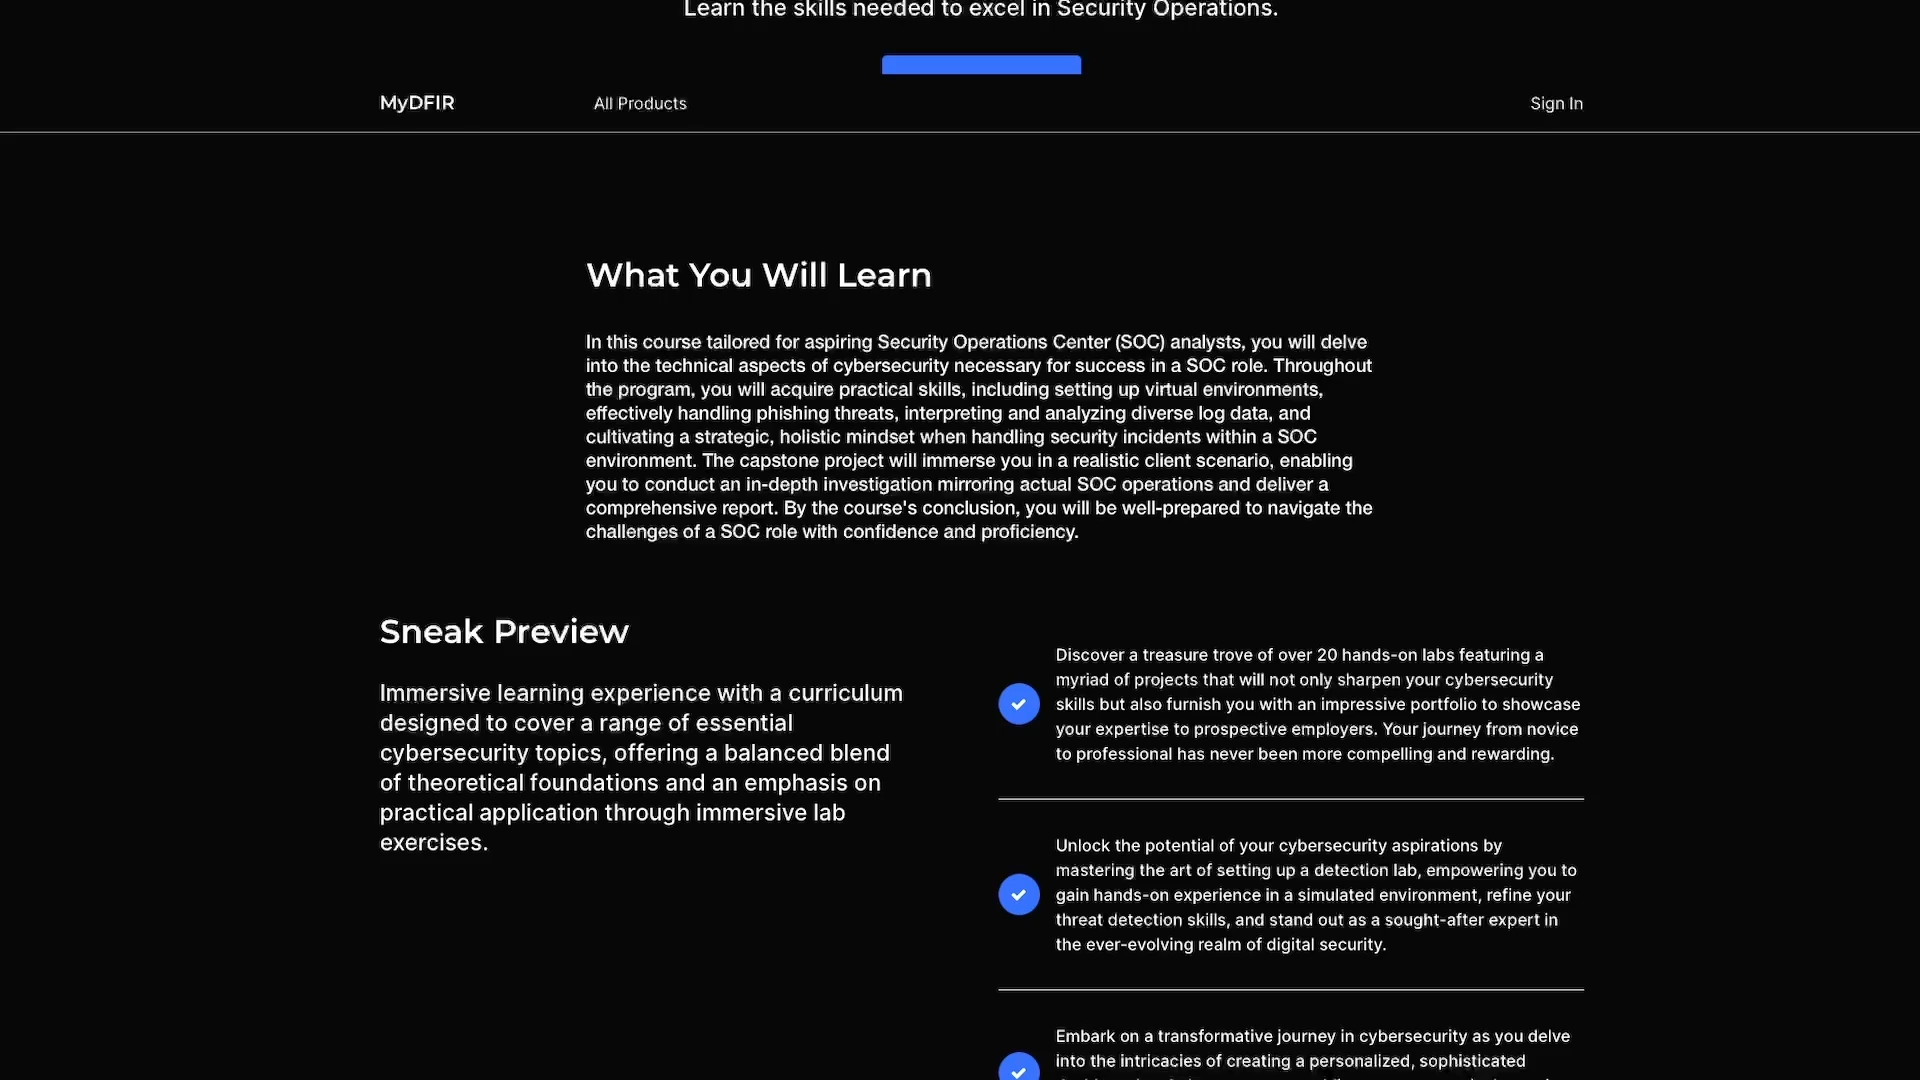 Learn the skills needed to excel in Security Operations.
MyDFIR
All Products
Sign In
What You Will Learn
In this course tailored for aspiring Security Operations Center (SOC) analysts, you will delve
into the technical aspects of cybersecurity necessary for success in a SOC role. Throughout
the program, you will acquire practical skills, including setting up virtual environments,
effectively handling phishing threats, interpreting and analyzing diverse log data, and
cultivating a strategic, holistic mindset when handling security incidents within a SOC
environment. The capstone project will immerse you in a realistic client scenario, enabling
you to conduct an in-depth investigation mirroring actual SOC operations and deliver a
comprehensive report. By the course's conclusion, you will be well-prepared to navigate the
challenges of a SOC role with confidence and proficiency.
Sneak Preview
Immersive learning experience with a curriculum
designed to cover a range of essential
cybersecurity topics, offering a balanced blend
of theoretical foundations and an emphasis on
practical application through immersive lab
exercises.
Discover a treasure trove of over 20 hands-on labs featuring a
myriad of projects that will not only sharpen your cybersecurity
skills but also furnish you with an impressive portfolio to showcase
your expertise to prospective employers. Your journey from novice
to professional has never been more compelling and rewarding.
Unlock the potential of your cybersecurity aspirations by
mastering the art of setting up a detection lab, empowering you to
gain hands-on experience in a simulated environment, refine your
threat detection skills, and stand out as a sought-after expert in
the ever-evolving realm of digital security.
Embark on a transformative journey in cybersecurity as you delve
into the intricacies of creating a personalized, sophisticated